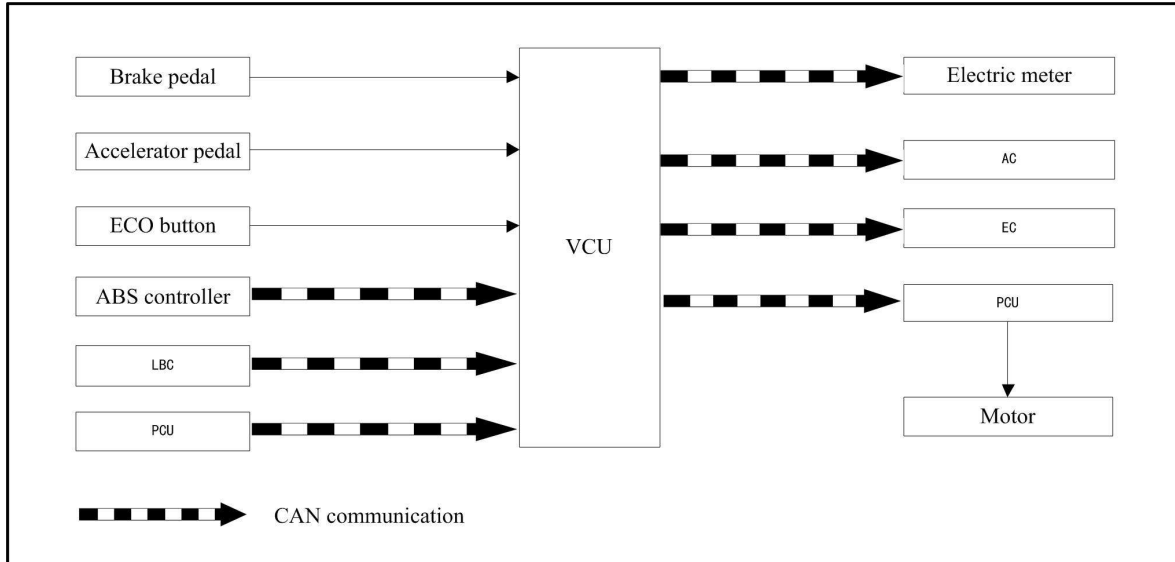 Brake pedal
Accelerator pedal
ECO button
ABS controller
LBC
PCU
VCU
Electric meter
AC
EC
PCU
Motor
CAN communication